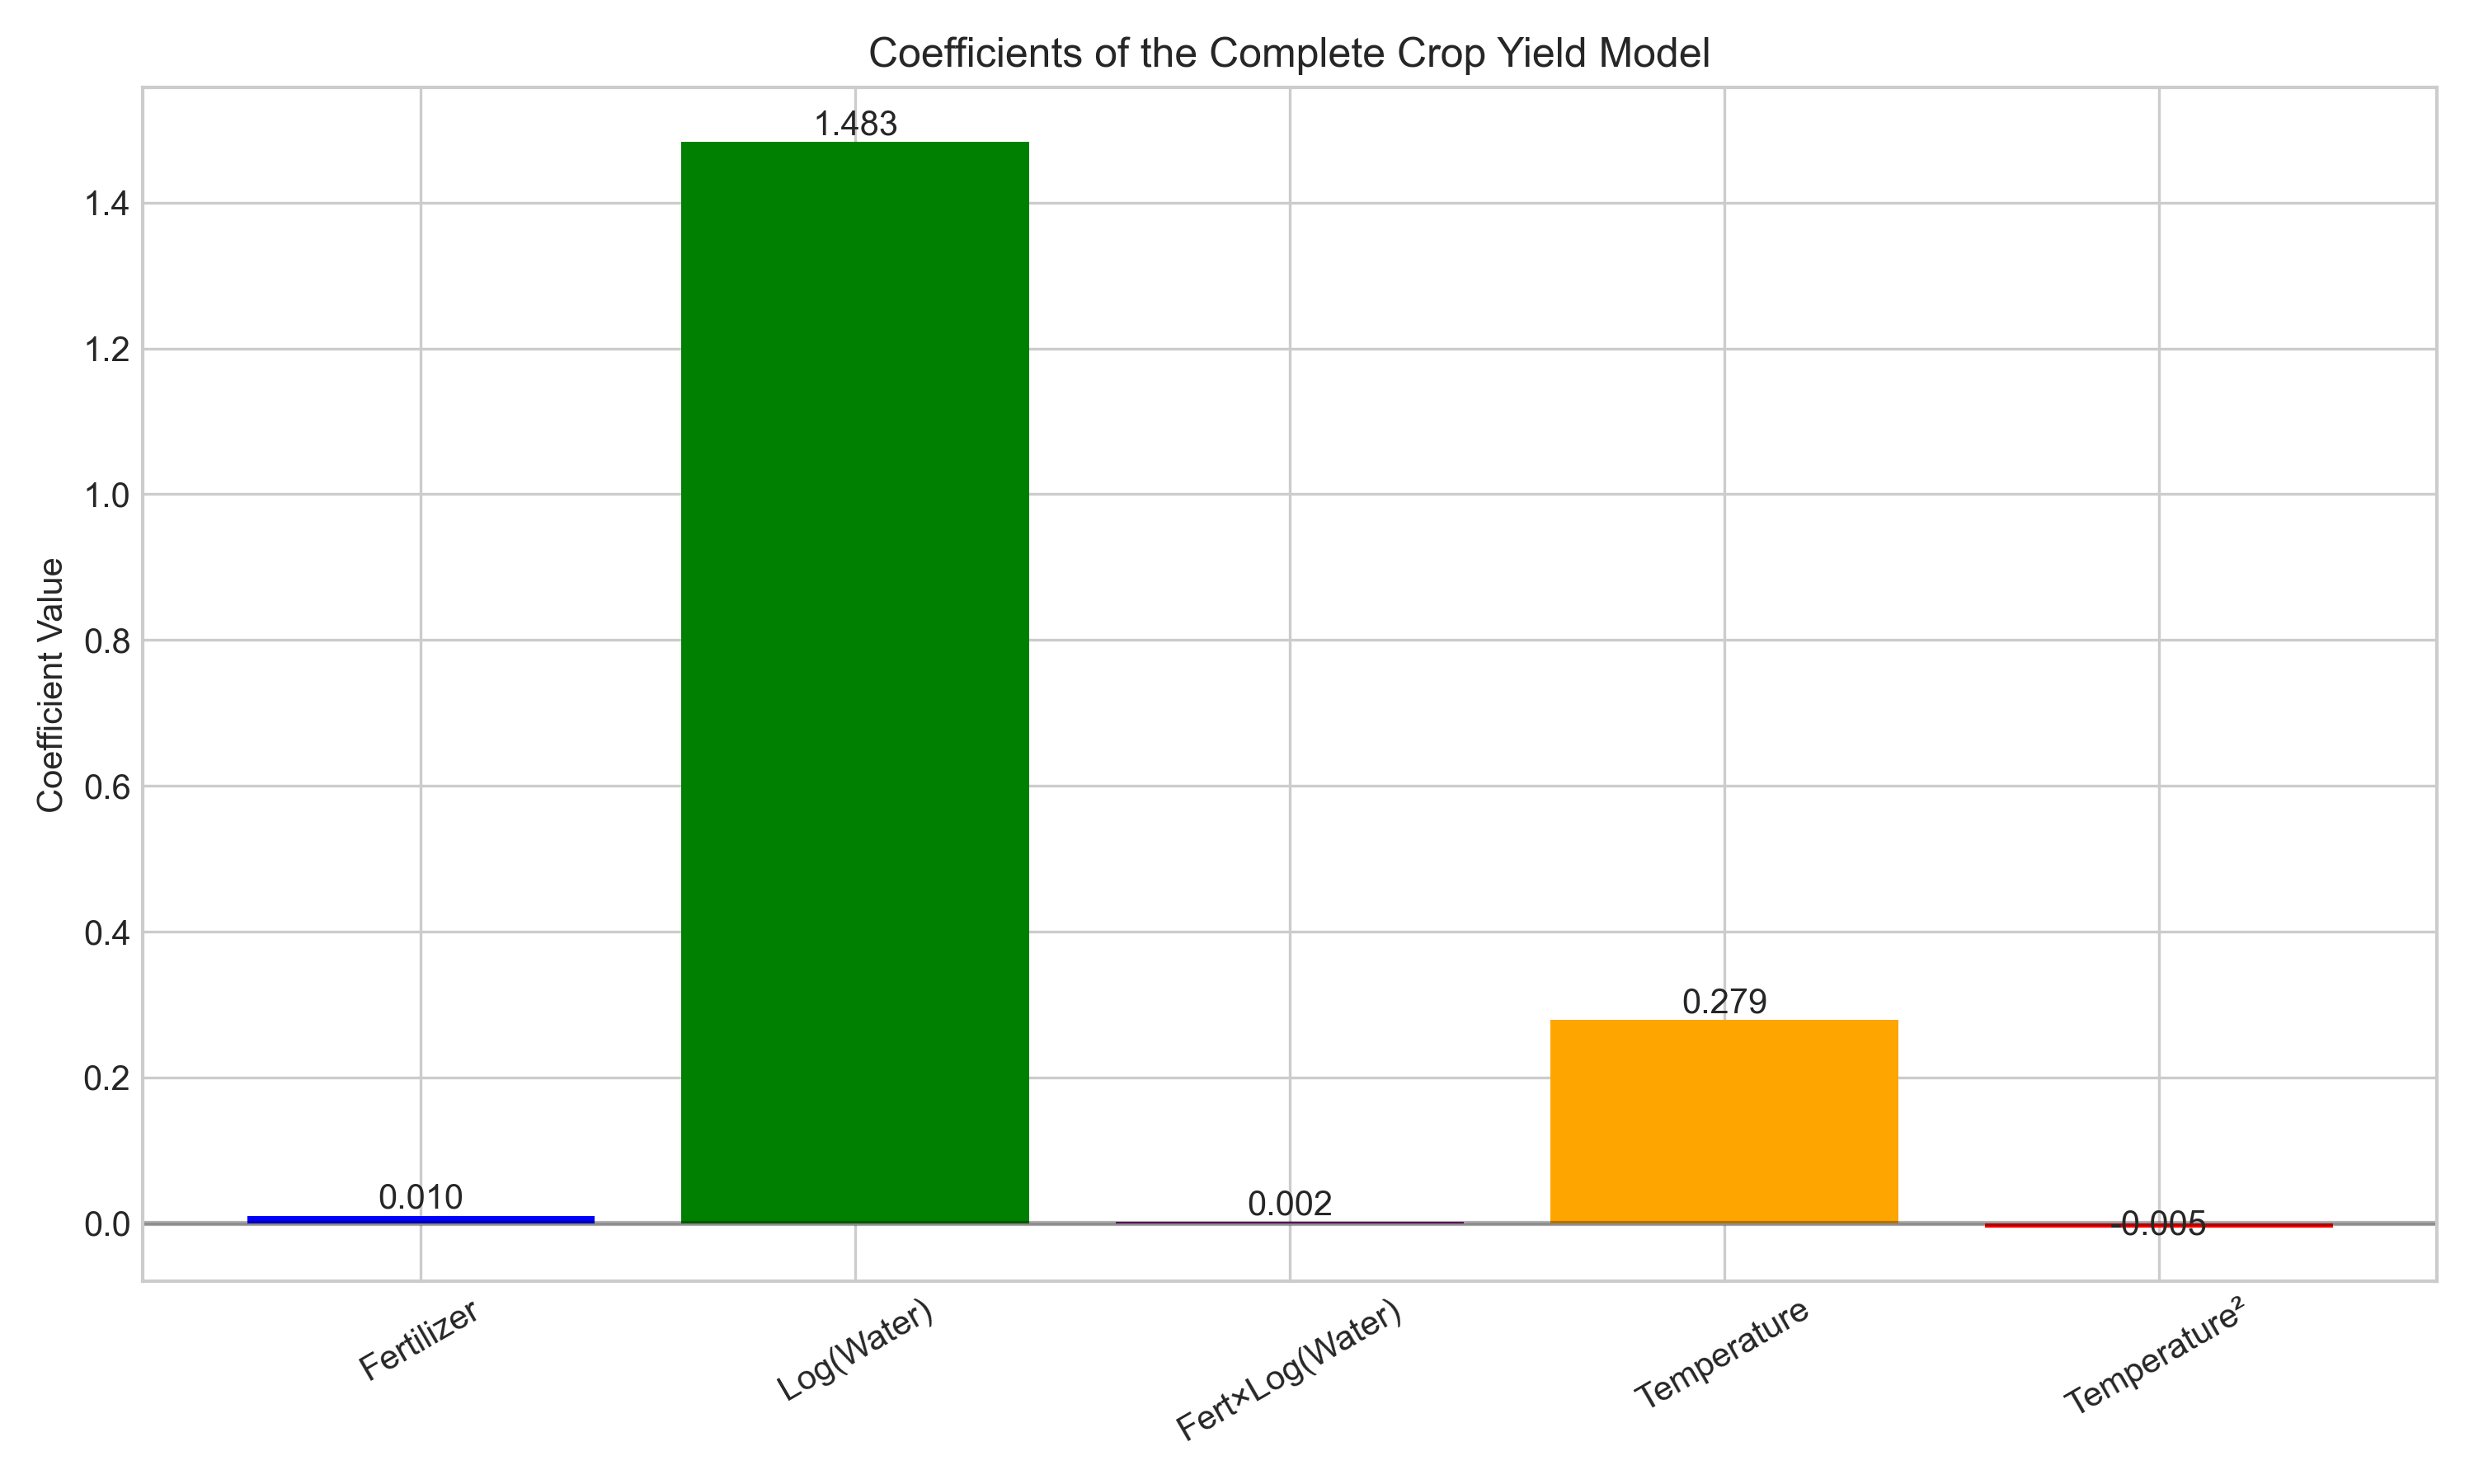 Coefficients of the Complete Crop Yield Model
Coefficient Value
1.4
1.2
1.0
0.8
0.6
0.4
0.2
0.0
0.010
1.483
0.002
0.279
-0.005
Fertilizer
Log(Water)
Fert×Log(Water)
Temperature
Temperature²